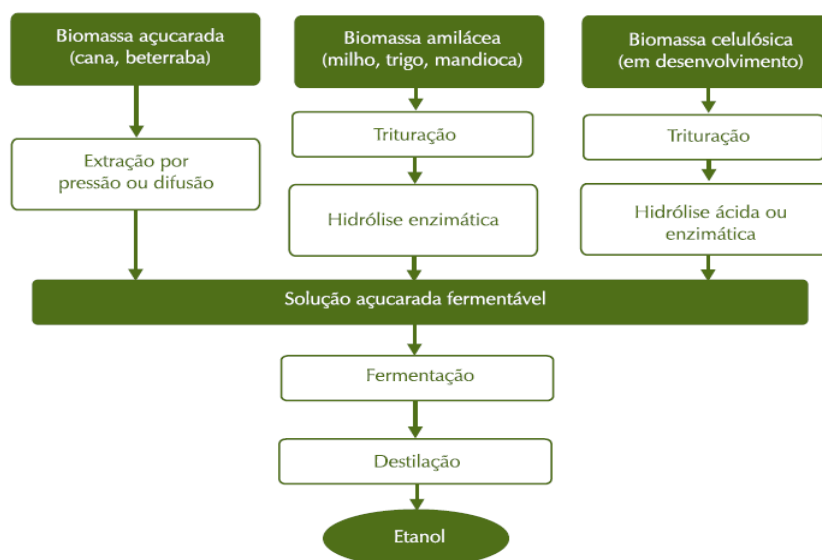 Biomassa açucarada
(cana, beterraba)
Biomassa amilácea
(milho, trigo, mandioca)
Biomassa celulósica
(em desenvolvimento)
Extração por
pressão ou difusão
Trituração
Trituração
Hidrólise enzimática
Hidrólise ácida ou
enzimática
Solução açucarada fermentável
Fermentação
Destilação
Etanol